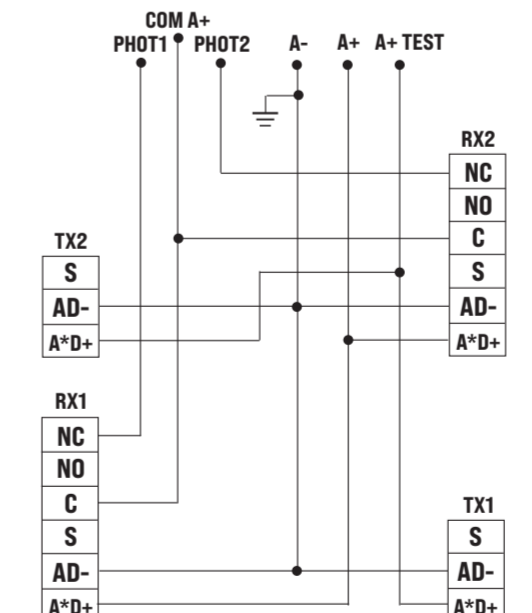 COM A+
PHOT1 PHOT2 A- A+ A+ TEST
RX2
NC
NO
C
S
AD-
A*D+
TX2
S
AD-
A*D+
RX1
NC
NO
C
S
AD-
A*D+
TX1
S
AD-
A*D+